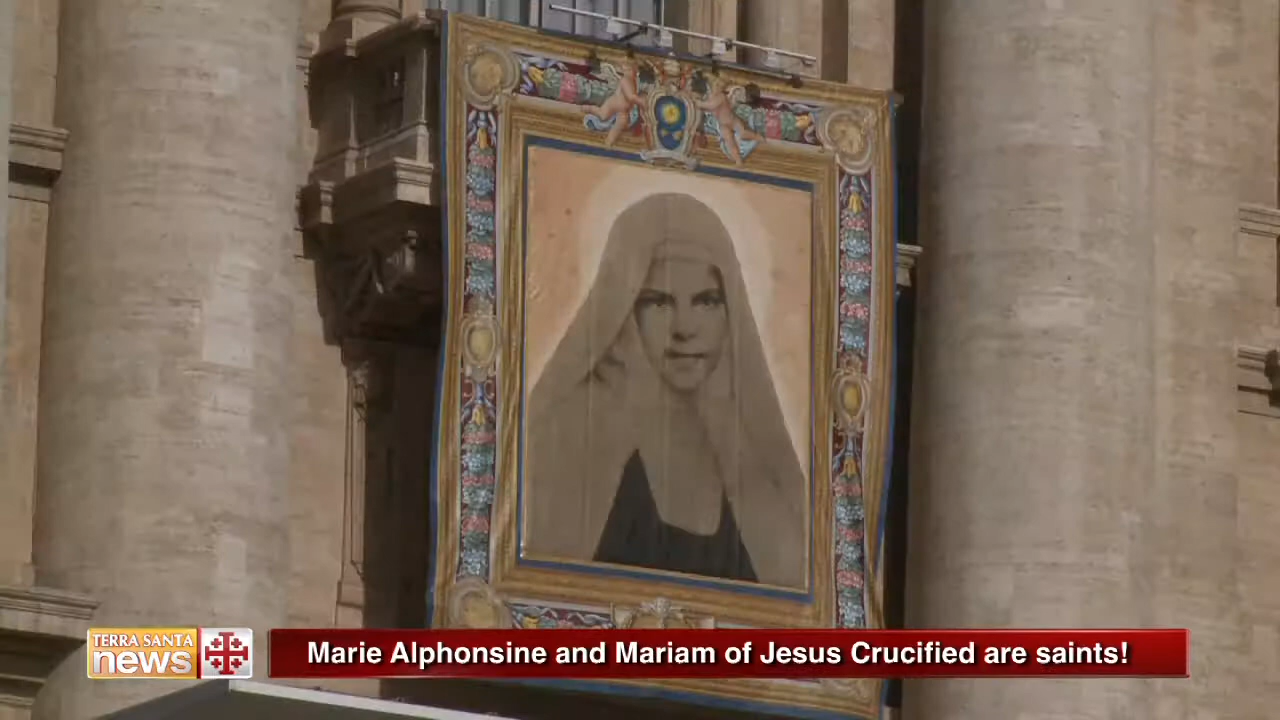 TERRA SANTA
news
Marie Alphonsine and Mariam of Jesus Crucified are saints!